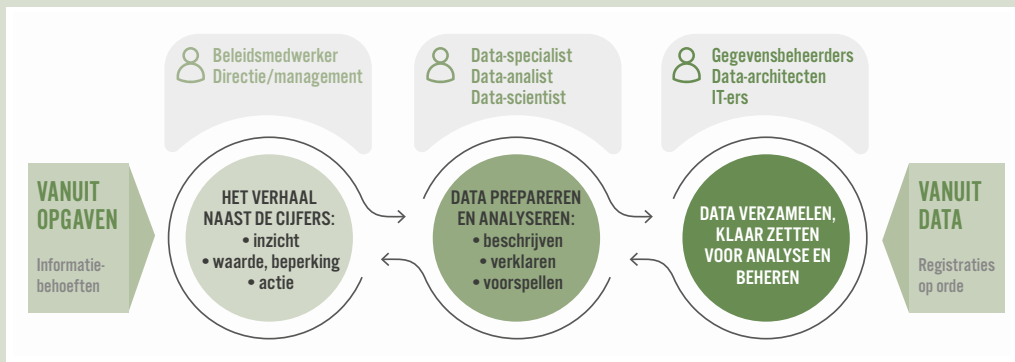 Beleidsmedwerker
Directie/management
Data-specialist
Data-analist
Data-scientist
Gegevensbeheerders
Data-architecten
IT-ers
VANUIT
OPGAVEN
Informatie-
behoeften
HET VERHAAL
NAAST DE CIJFERS:
• inzicht
• waarde, beperking
• actie
DATA PREPAREREN
EN ANALYSEREN:
• beschrijven
• verklaren
• voorspellen
DATA VERZAMELEN,
KLAAR ZETTEN
VOOR ANALYSE EN
BEHEREN
VANUIT
DATA
Registraties
op orde